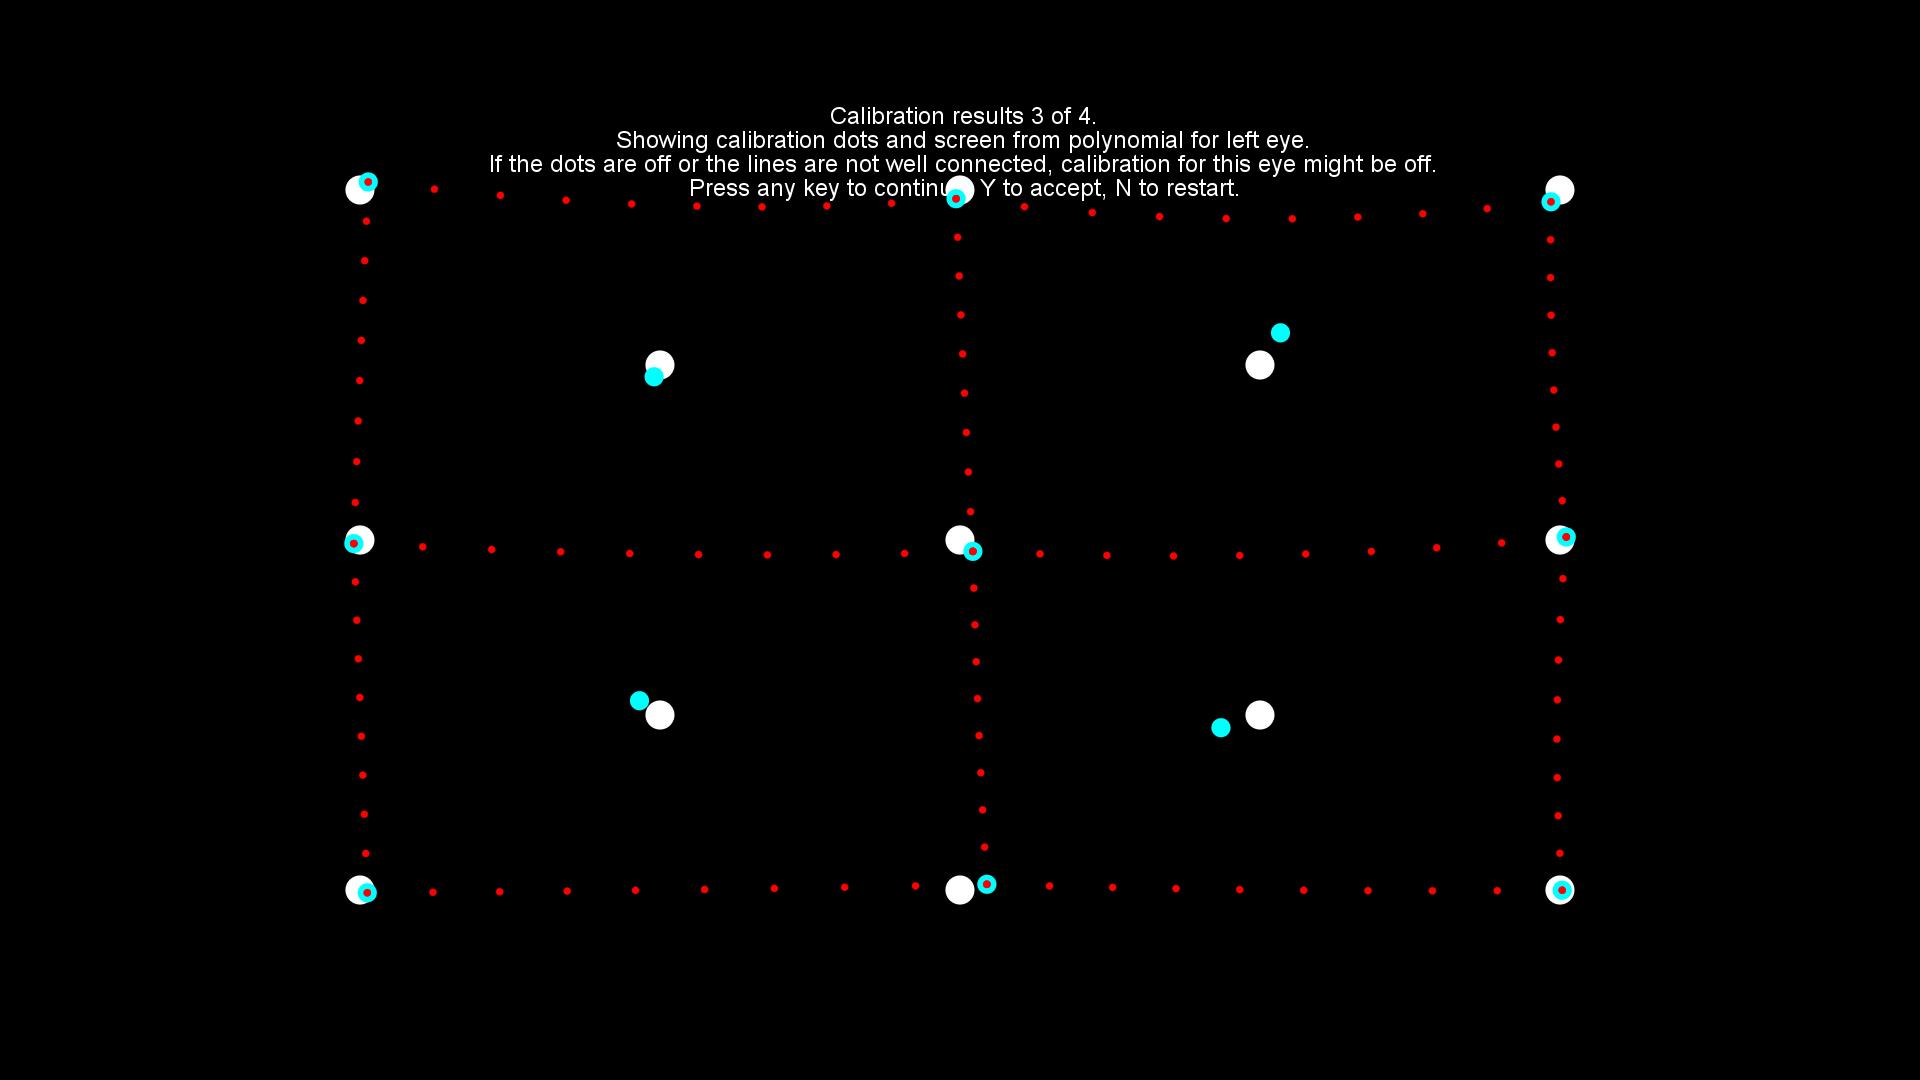 Calibration results 3 of 4.
Showing calibration dots and screen from polynomial for left eye.
If the dots are off or the lines are not well connected, calibration for this eye might be off.
Press any key to continu Y to accept, N to restart.